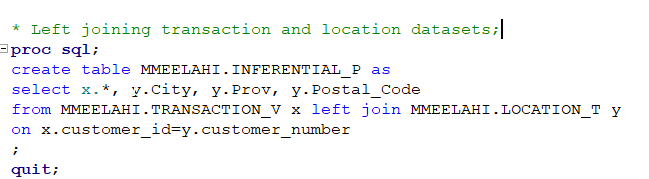 * Left joining transaction and location datasets;
proc sql;
create table MMEELAHI.INFERENTIAL_P as
select x.*, y.City, y.Prov, y.Postal_Code
from MMEELAHI.TRANSACTION_V x left join MMEELAHI.LOCATION_T y
on x.customer_id=y.customer_number
;
quit;